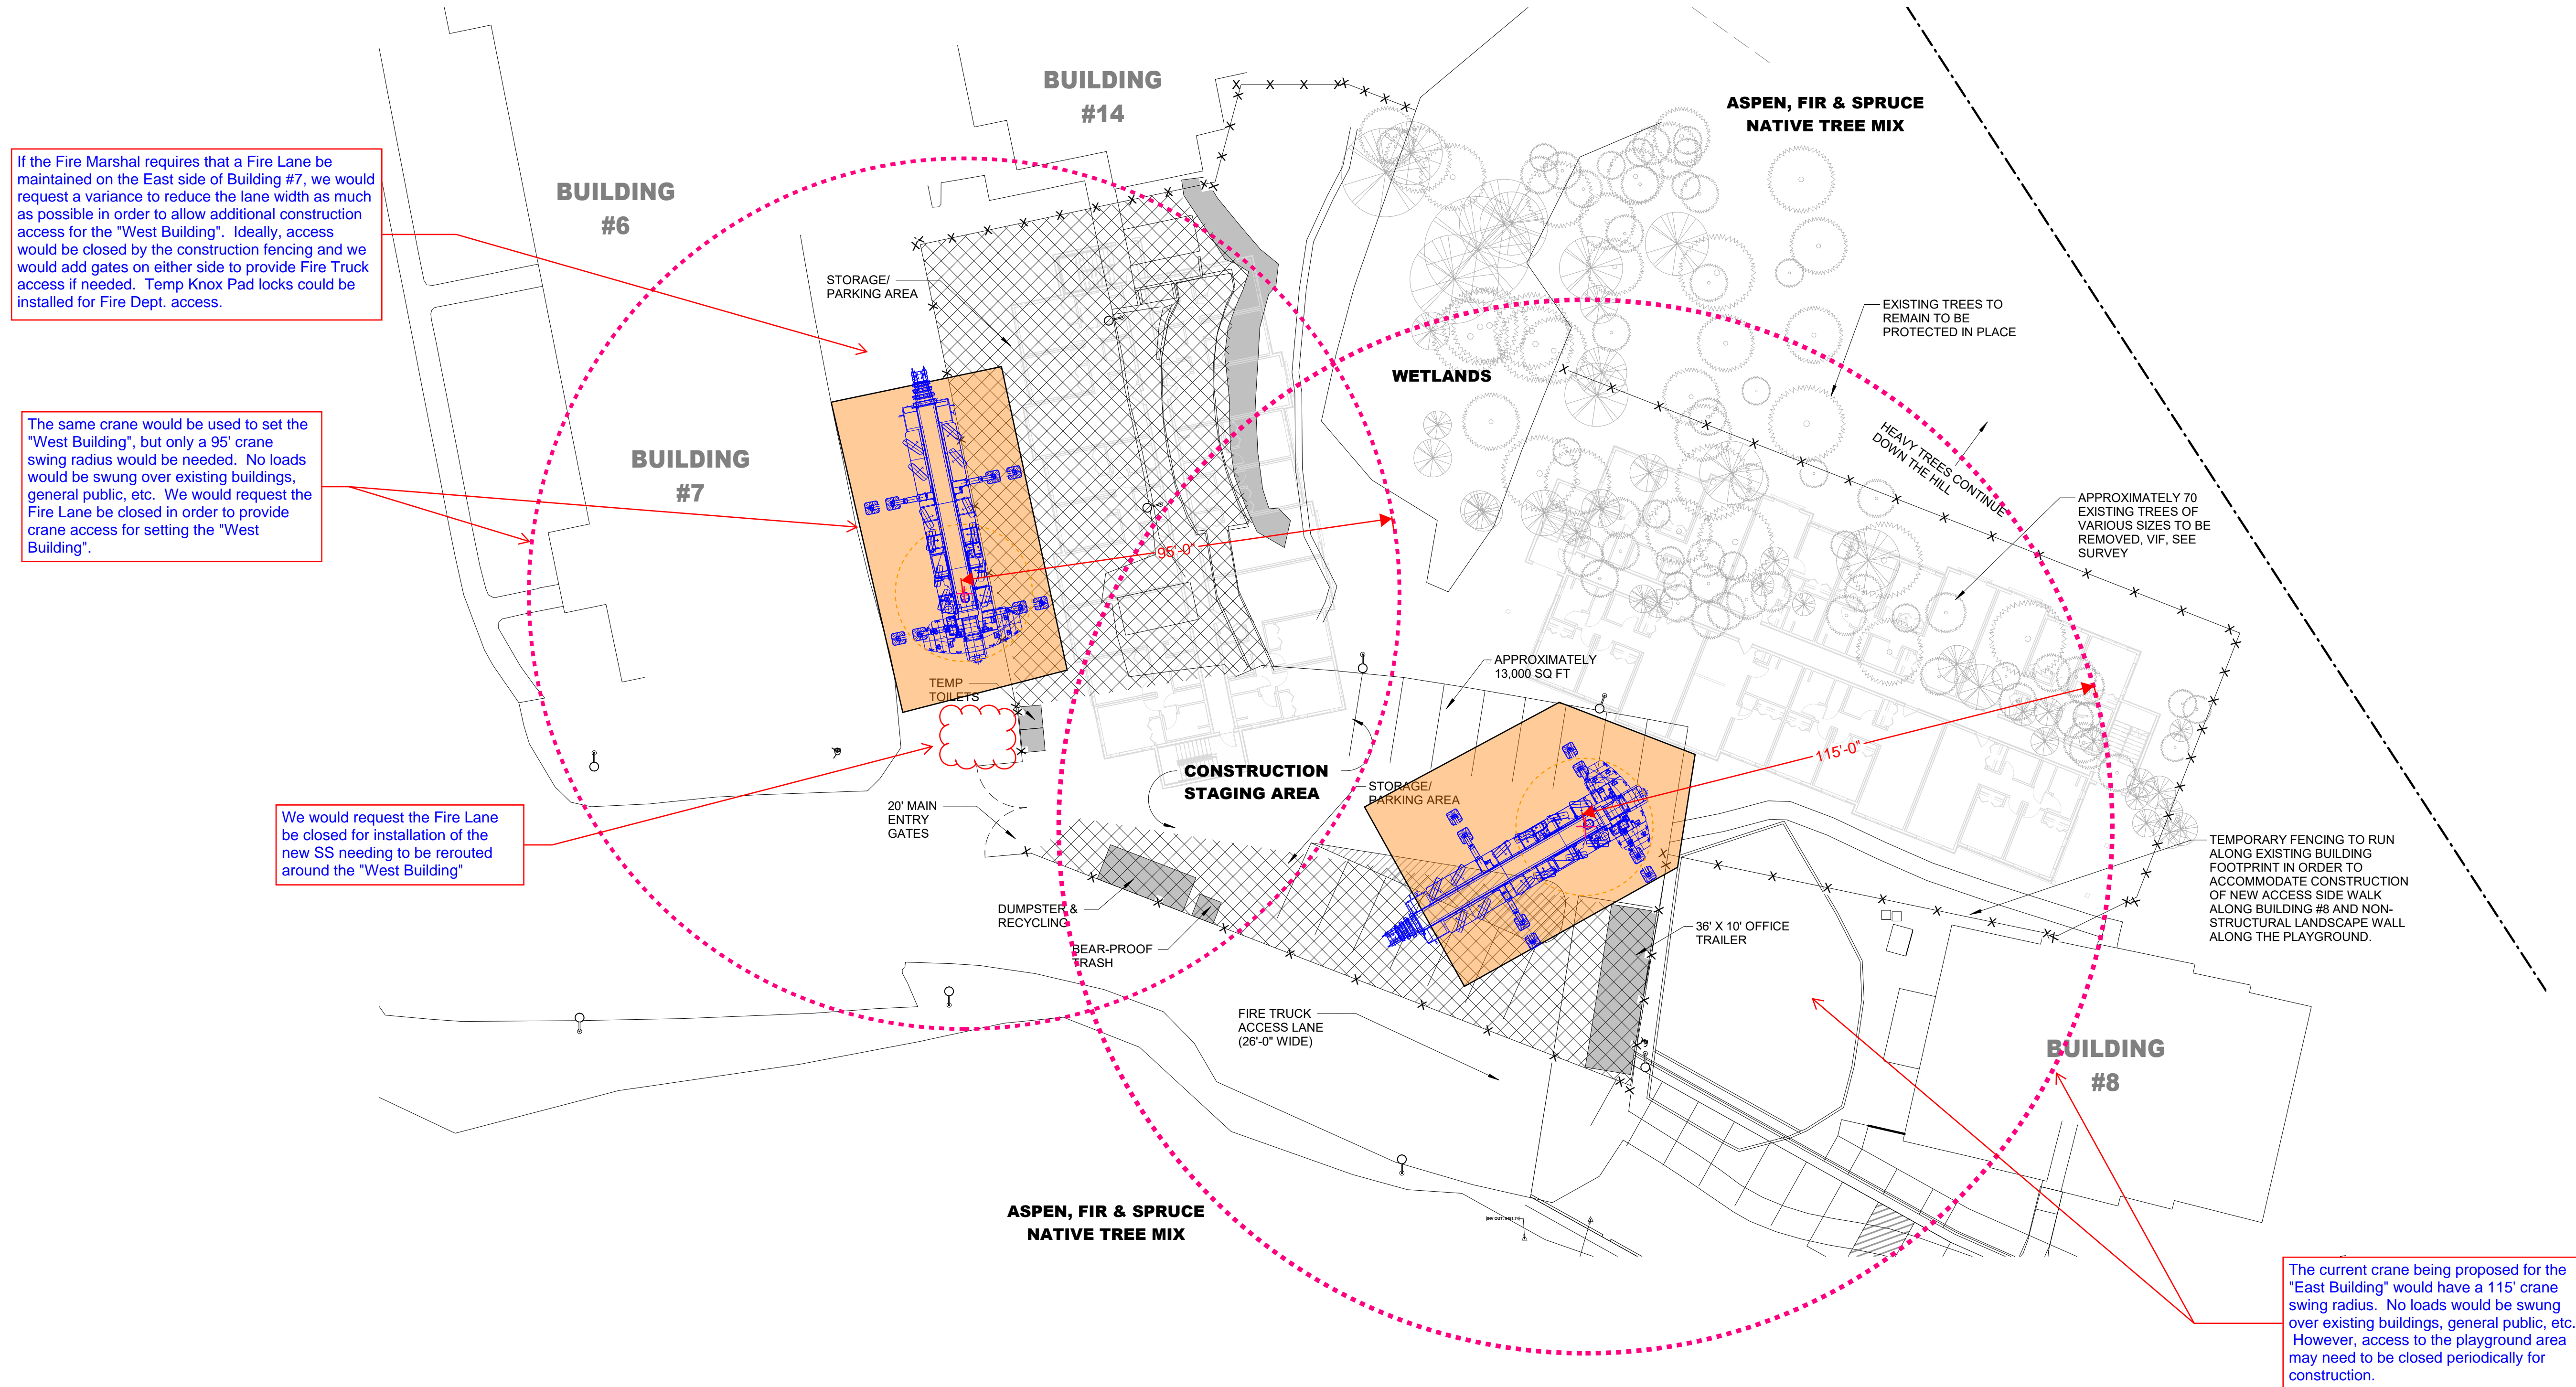 BUILDING
#14
ASPEN, FIR & SPRUCE
NATIVE TREE MIX
If the Fire Marshal requires that a Fire Lane be
maintained on the East side of Building #7, we would
request a variance to reduce the lane width as much
as possible in order to allow additional construction
access for the "West Building".  Ideally, access
would be closed by the construction fencing and we
would add gates on either side to provide Fire Truck
access if needed.  Temp Knox Pad locks could be
installed for Fire Dept. access.
BUILDING
#6
STORAGE/
PARKING AREA
EXISTING TREES TO
REMAIN TO BE
PROTECTED IN PLACE
WETLANDS
The same crane would be used to set the
"West Building", but only a 95' crane
swing radius would be needed.  No loads
would be swung over existing buildings,
general public, etc.  We would request the
Fire Lane be closed in order to provide
crane access for setting the "West
Building".
BUILDING
#7
HEAVY TREES CONTINUE
DOWN THE HILL
APPROXIMATELY 70
EXISTING TREES OF
VARIOUS SIZES TO BE
REMOVED, VIF, SEE
SURVEY
95'-0"
APPROXIMATELY
13,000 SQ FT
TEMP
TOILETS
115'-0"
CONSTRUCTION
STAGING AREA
STORAGE/
PARKING AREA
20' MAIN
ENTRY
GATES
We would request the Fire Lane
be closed for installation of the
new SS needing to be rerouted
around the "West Building"
TEMPORARY FENCING TO RUN
ALONG EXISTING BUILDING
FOOTPRINT IN ORDER TO
ACCOMMODATE CONSTRUCTION
OF NEW ACCESS SIDE WALK
ALONG BUILDING #8 AND NON-
STRUCTURAL LANDSCAPE WALL
ALONG THE PLAYGROUND.
DUMPSTER &
RECYCLING
BEAR-PROOF
TRASH
36' X 10' OFFICE
TRAILER
FIRE TRUCK
ACCESS LANE
(26'-0" WIDE)
BUILDING
#8
ASPEN, FIR & SPRUCE
NATIVE TREE MIX
The current crane being proposed for the
"East Building" would have a 115' crane
swing radius.  No loads would be swung
over existing buildings, general public, etc.
However, access to the playground area
may need to be closed periodically for
construction.